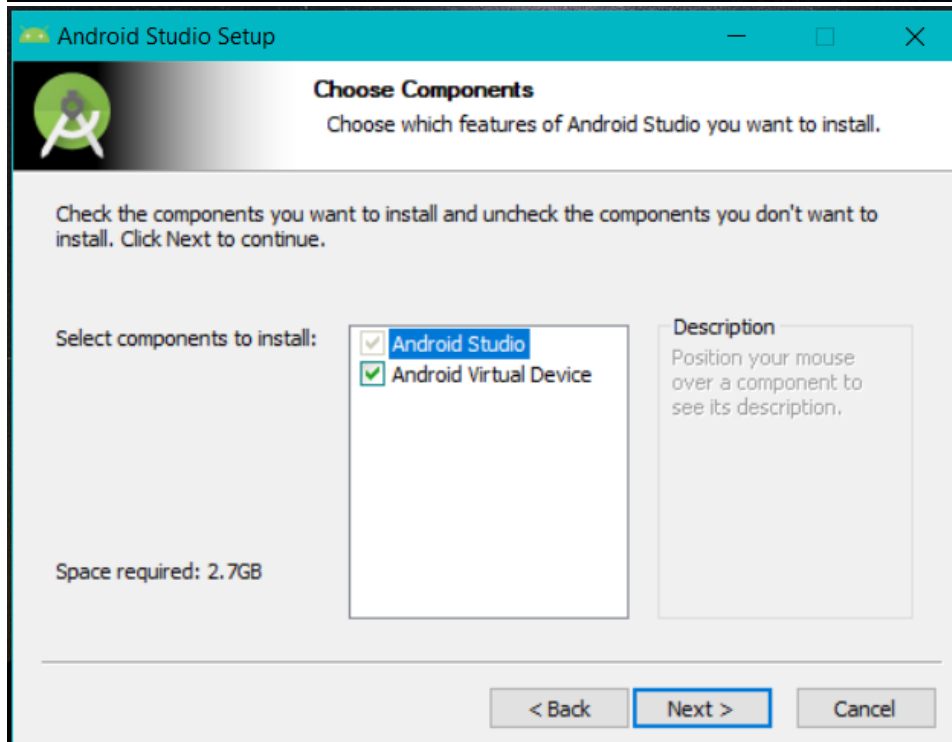 Android Studio Setup
Choose Components
Choose which features of Android Studio you want to install.
Check the components you want to install and uncheck the components you don't want to
install. Click Next to continue.
Select components to install:
Android Studio
Android Virtual Device
Description
Position your mouse
over a component to
see its description.
Space required: 2.7GB
< Back
Next >
Cancel